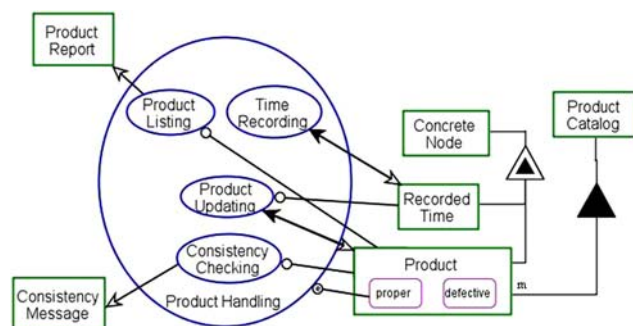 Product
Report
Product
Listing
Time
Recording
Product
Catalog
Concrete
Node
Product
Updating
Recorded
Time
Consistency
Checking
Product
proper
defective
m
Product Handling
e
Consistency
Message